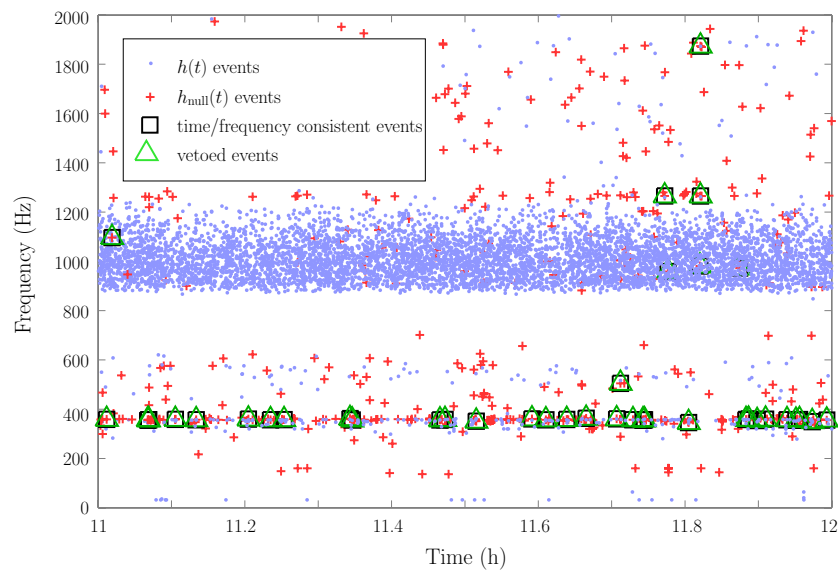 2000
1800
1600
1400
1200
1000
800
600
400
200
0
Frequency (Hz)
h(t) events
h_null(t) events
time/frequency consistent events
vetoed events
11 11.2 11.4 11.6 11.8 12
Time (h)